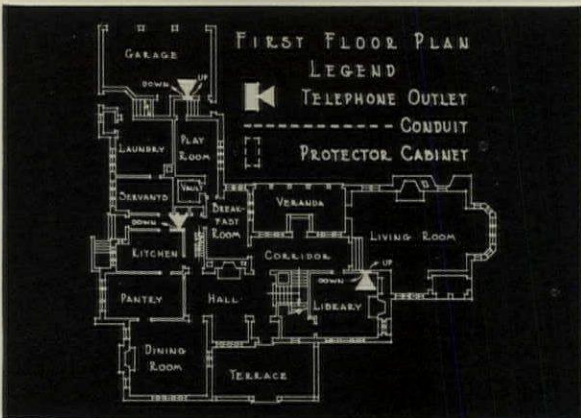 FIRST FLOOR PLAN
LEGEND
TELEPHONE OUTLET
CONDUIT
PROTECTOR CABINET
GARAGE
DOWN
UP
LAUNDRY
PLAY
ROOM
SERVANTS
VAULT
BREAK-
FAST
ROOM
VERANDA
DOWN
LIVING ROOM
KITCHEN
CORRIDOR
UP
DOWN
PANTRY
HALL
LIBRARY
DINING
ROOM
TERRACE